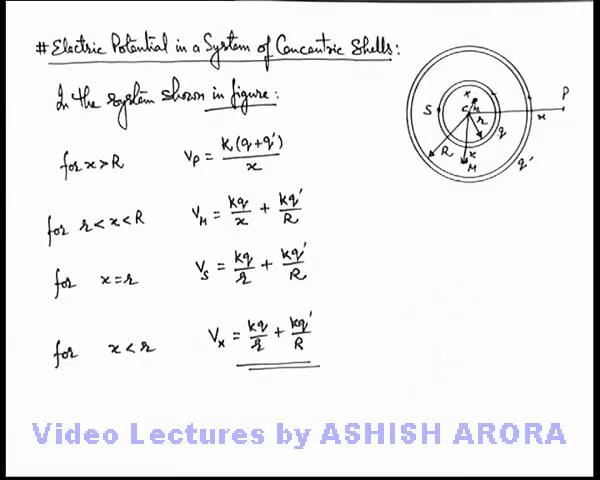 # Electric Potential in a System of Concentric Shells:
In the system shown in figure:
for x > R V_P = k(q+q')/x
for r < x < R V_M = kq/x + kq'/R
for x = r V_S = kq/r + kq'/R
for x < r V_x = kq/r + kq'/R
S
x
C
r
q
R
x
M
q'
x
P
Video Lectures by ASHISH ARORA